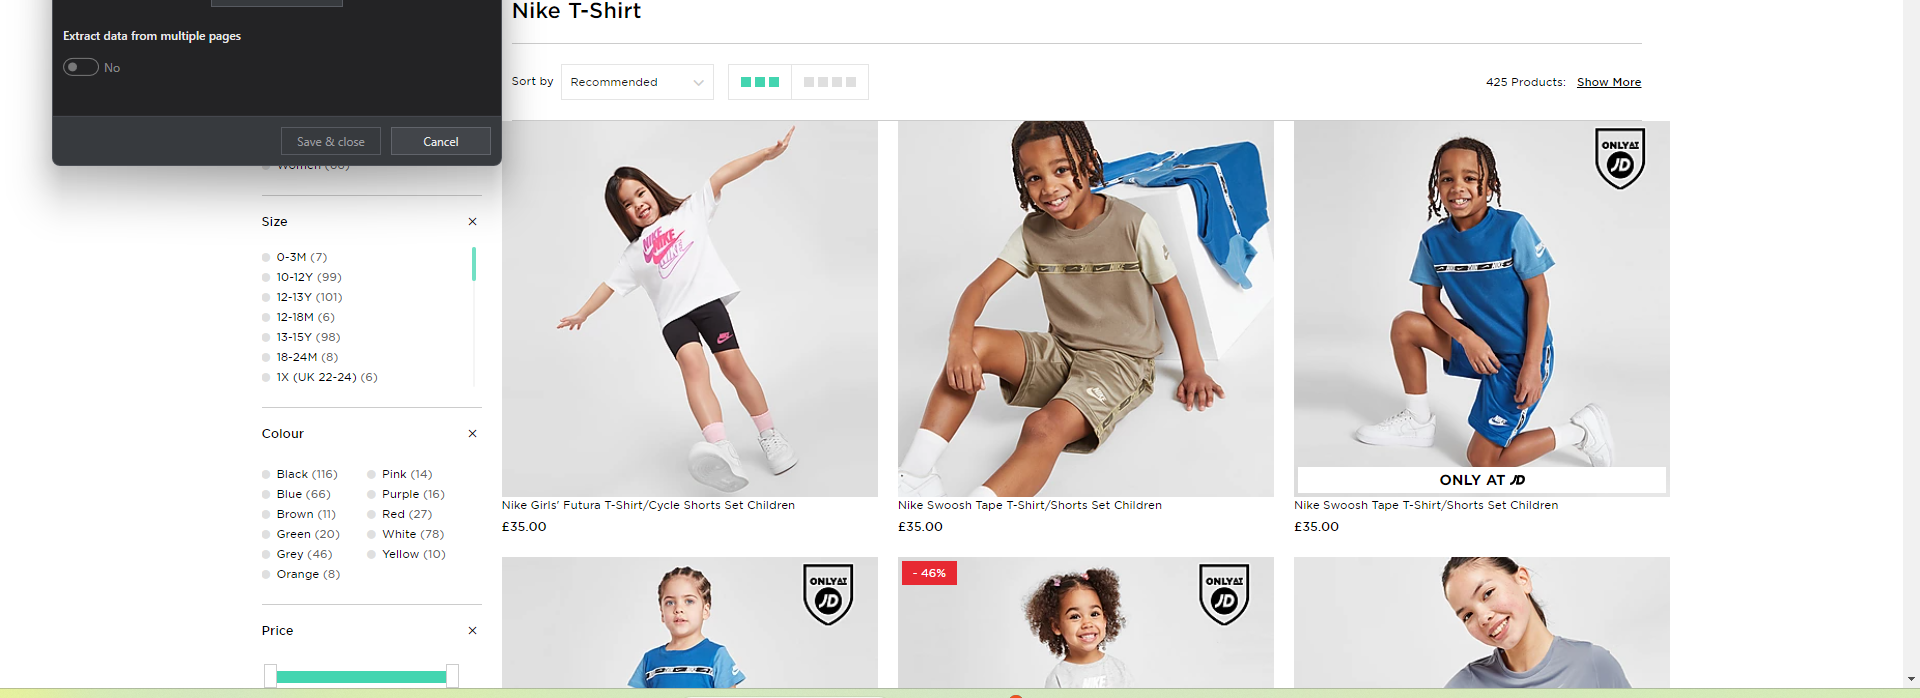 Extract data from multiple pages
No
Save & close
Cancel
Nike T-Shirt
Sort by
Recommended
425 Products: Show More
Women
Size
0-3M (7)
10-12Y (99)
12-13Y (101)
12-18M (6)
13-15Y (98)
18-24M (8)
1X (UK 22-24) (6)
Colour
Black (116)
Blue (66)
Brown (11)
Green (20)
Grey (46)
Orange (8)
Pink (14)
Purple (16)
Red (27)
White (78)
Yellow (10)
Price
NIKE
Nike Girls' Futura T-Shirt/Cycle Shorts Set Children
£35.00
Nike Swoosh Tape T-Shirt/Shorts Set Children
£35.00
ONLY AT
JD
ONLY AT JD
Nike Swoosh Tape T-Shirt/Shorts Set Children
£35.00
ONLY AT
JD
- 46%
ONLY AT
JD